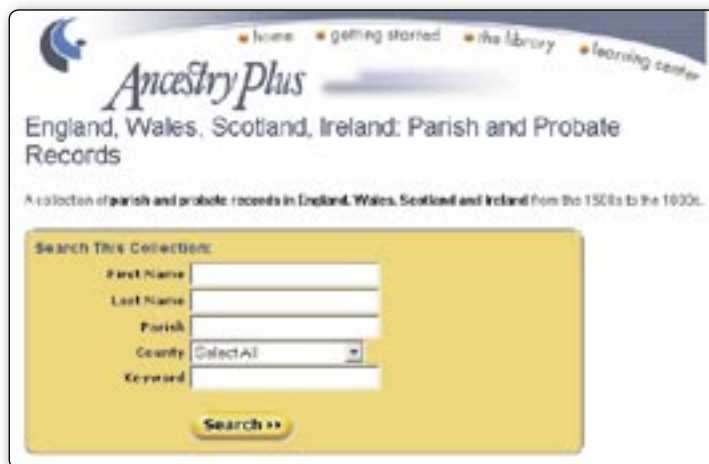 home getting started the library learning center
Ancestry Plus
England, Wales, Scotland, Ireland: Parish and Probate
Records
A collection of parish and probate records in England, Wales, Scotland and Ireland from the 1500s to the 1800s.
Search This Collection:
First Name
Last Name
Parish
County Select All
Keyword
Search »